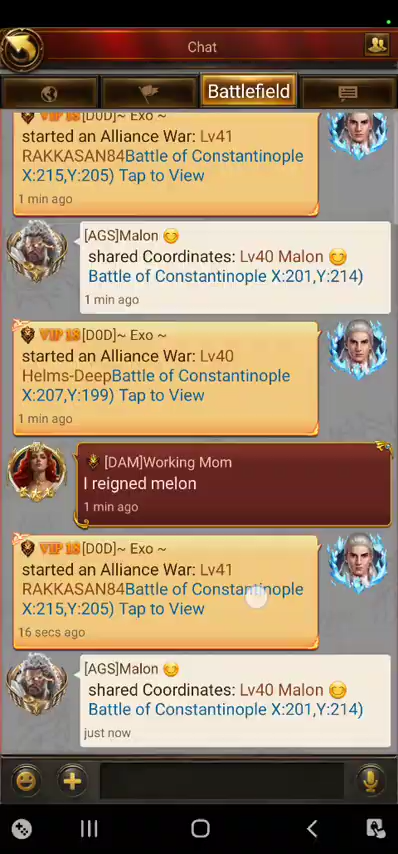 Chat
Battlefield
VIP 18 [D0D]~ Exo ~
started an Alliance War: Lv41
RAKKASAN84Battle of Constantinople
X:215,Y:205) Tap to View
1 min ago
[AGS]Malon 😊
shared Coordinates: Lv40 Malon 😊
Battle of Constantinople X:201,Y:214)
1 min ago
VIP 18 [D0D]~ Exo ~
started an Alliance War: Lv40
Helms-DeepBattle of Constantinople
X:207,Y:199) Tap to View
1 min ago
[DAM]Working Mom
I reigned melon
1 min ago
VIP 18 [D0D]~ Exo ~
started an Alliance War: Lv41
RAKKASAN84Battle of Constantinople
X:215,Y:205) Tap to View
16 secs ago
[AGS]Malon 😊
shared Coordinates: Lv40 Malon 😊
Battle of Constantinople X:201,Y:214)
just now